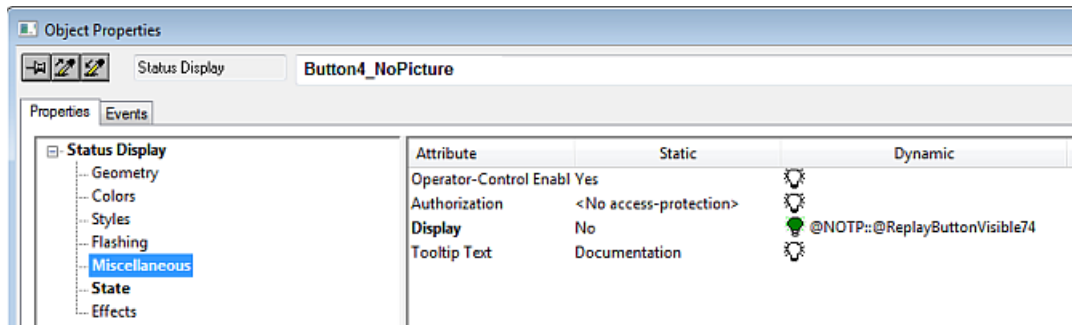 Object Properties
Status Display Button4_NoPicture
Properties Events
Status Display
Geometry
Colors
Styles
Flashing
Miscellaneous
State
Effects
Attribute Static Dynamic
Operator-Control Enabl Yes
Authorization <No access-protection>
Display No @NOTP::@ReplayButtonVisible74
Tooltip Text Documentation